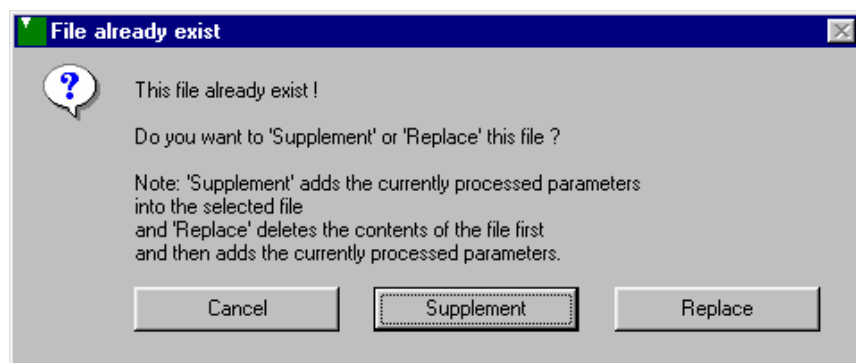 File already exist
This file already exist !
Do you want to 'Supplement' or 'Replace' this file ?
Note: 'Supplement' adds the currently processed parameters
into the selected file
and 'Replace' deletes the contents of the file first
and then adds the currently processed parameters.
Cancel Supplement Replace